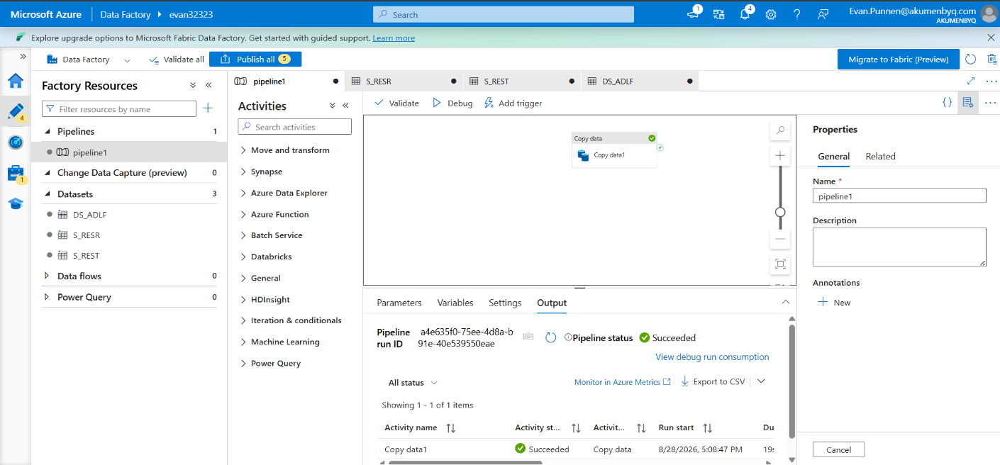 Microsoft Azure Data Factory evan32323 Search 1 4 Evan.Punnen@akumenbyq.com
AKUMENBYQ
Explore upgrade options to Microsoft Fabric Data Factory. Get started with guided support. Learn more
Data Factory Validate all Publish all 5 Migrate to Fabric (Preview)
4
1
Factory Resources
Filter resources by name
Pipelines 1
pipeline1
Change Data Capture (preview) 0
Datasets 3
DS_ADLF
S_RESR
S_REST
Data flows 0
Power Query 0
pipeline1 S_RESR S_REST DS_ADLF
Activities
Search activities
Move and transform
Synapse
Azure Data Explorer
Azure Function
Batch Service
Databricks
General
HDInsight
Iteration & conditionals
Machine Learning
Power Query
Validate Debug Add trigger {}
Copy data
Copy data1
Parameters Variables Settings Output
Pipeline run ID
a4e635f0-75ee-4d8a-b
91e-40e539550eae
Pipeline status Succeeded
View debug run consumption
All status Monitor in Azure Metrics Export to CSV
Showing 1 - 1 of 1 items
Activity name Activity st... Activit... Run start Du
Copy data1 Succeeded Copy data 8/28/2026, 5:08:47 PM 19s
Properties
General Related
Name *
pipeline1
Description
Annotations
New
Cancel